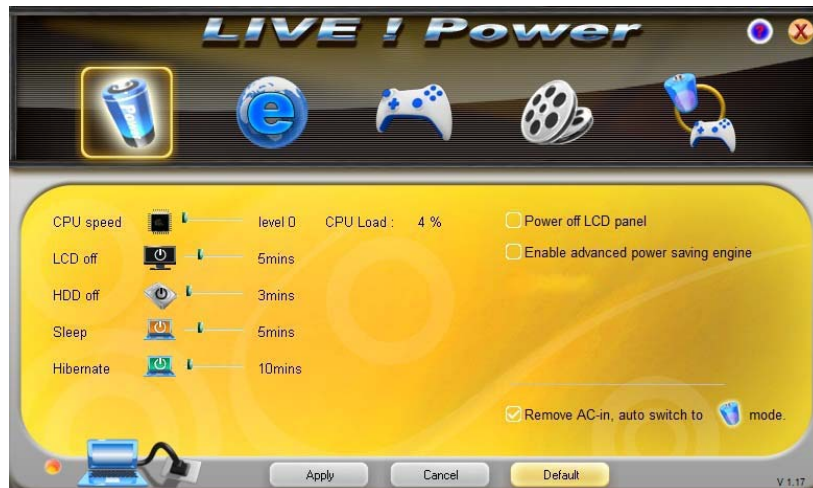 LIVE ! Power
?
X
Power
e
CPU speed level 0 CPU Load : 4 %
LCD off 5mins
HDD off 3mins
Sleep 5mins
Hibernate 10mins
Power off LCD panel
Enable advanced power saving engine
Remove AC-in, auto switch to mode.
Apply Cancel Default
V 1.17